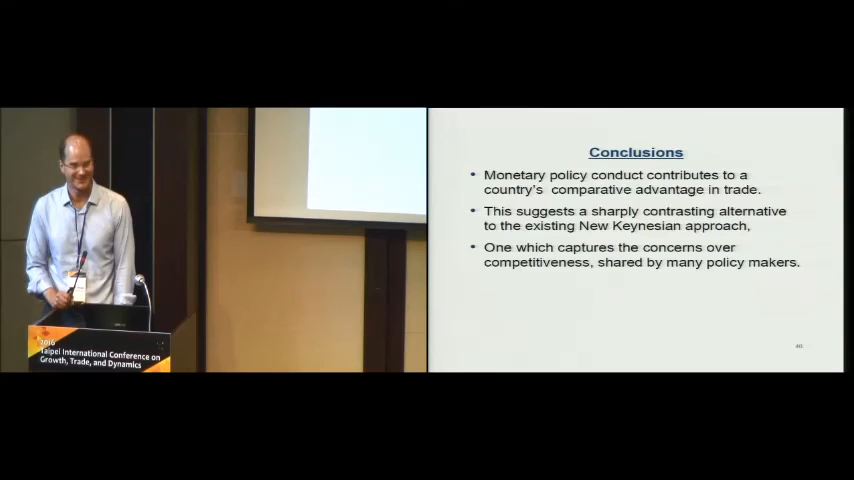 2016
Taipei International Conference on
Growth, Trade, and Dynamics
Conclusions
• Monetary policy conduct contributes to a
country's comparative advantage in trade.
• This suggests a sharply contrasting alternative
to the existing New Keynesian approach,
• One which captures the concerns over
competitiveness, shared by many policy makers.